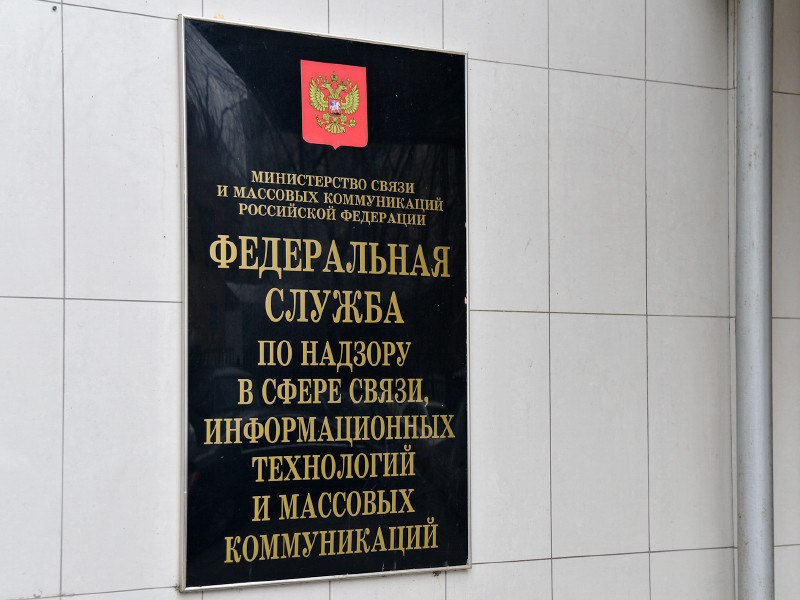 МИНИСТЕРСТВО СВЯЗИ
И МАССОВЫХ КОММУНИКАЦИЙ
РОССИЙСКОЙ ФЕДЕРАЦИИ
ФЕДЕРАЛЬНАЯ
СЛУЖБА
ПО НАДЗОРУ
В СФЕРЕ СВЯЗИ,
ИНФОРМАЦИОННЫХ
ТЕХНОЛОГИЙ
И МАССОВЫХ
КОММУНИКАЦИЙ